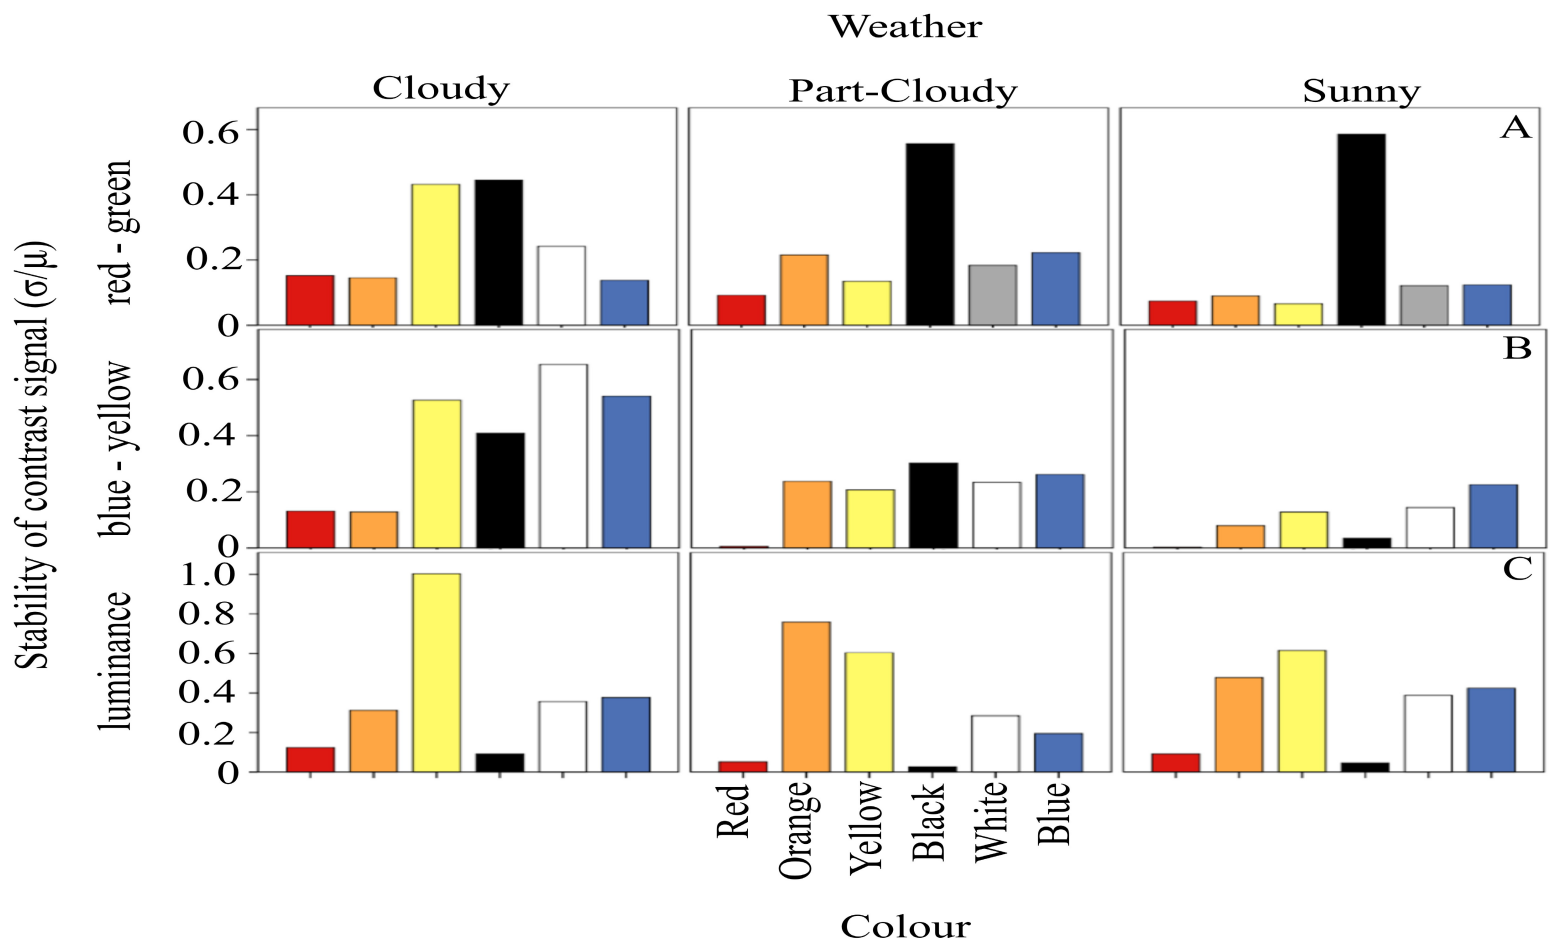 Weather
Cloudy
Part-Cloudy
Sunny
Stability of contrast signal (σ/μ)
red - green
0.6
0.4
0.2
0
A
blue - yellow
0.6
0.4
0.2
0
B
luminance
1.0
0.8
0.6
0.4
0.2
0
C
Red
Orange
Yellow
Black
White
Blue
Colour